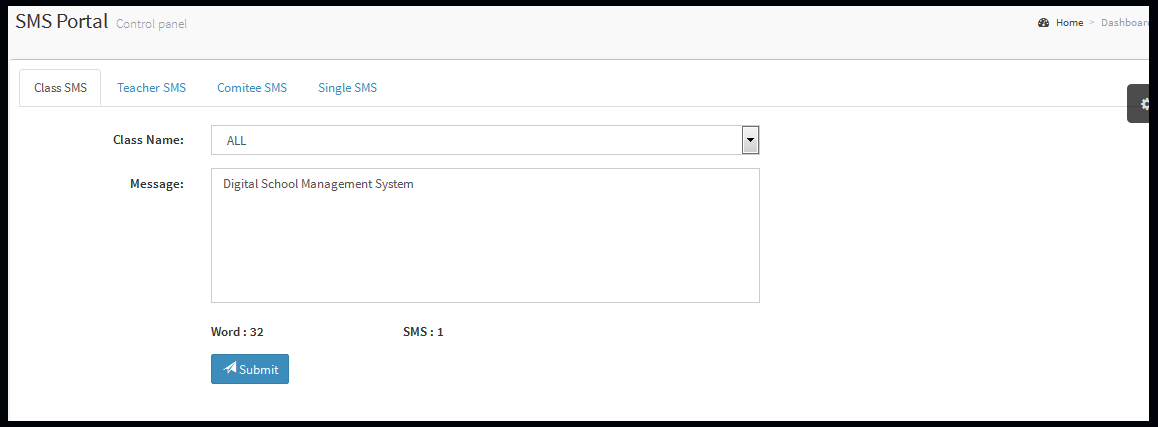 SMS Portal Control panel
Home > Dashboar
Class SMS Teacher SMS Comitee SMS Single SMS
Class Name: ALL
Message: Digital School Management System
Word : 32 SMS : 1
Submit